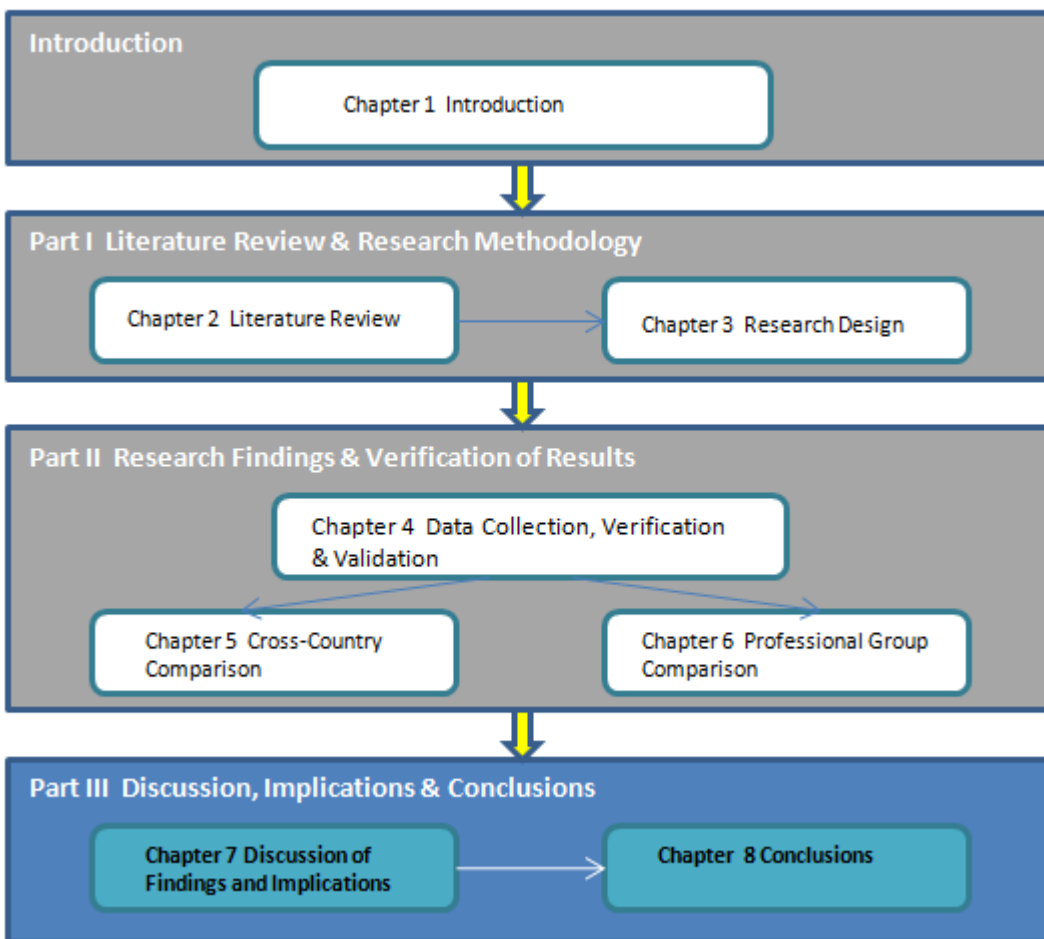 Introduction
Chapter 1 Introduction
Part I Literature Review & Research Methodology
Chapter 2 Literature Review
Chapter 3 Research Design
Part II Research Findings & Verification of Results
Chapter 4 Data Collection, Verification
& Validation
Chapter 5 Cross-Country
Comparison
Chapter 6 Professional Group
Comparison
Part III Discussion, Implications & Conclusions
Chapter 7 Discussion of
Findings and Implications
Chapter 8 Conclusions